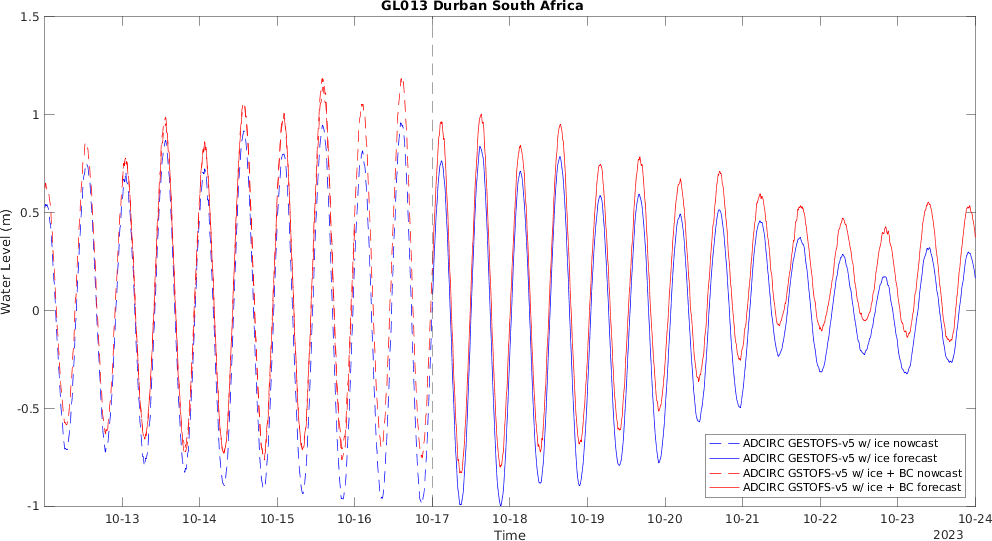 GL013 Durban South Africa
1.5
1
0.5
0
-0.5
-1
Water Level (m)
10-13 10-14 10-15 10-16 10-17 10-18 10-19 10-20 10-21 10-22 10-23 10-24
Time
2023
ADCIRC GESTOFS-v5 w/ ice nowcast
ADCIRC GESTOFS-v5 w/ ice forecast
ADCIRC GSTOFS-v5 w/ ice + BC nowcast
ADCIRC GSTOFS-v5 w/ ice + BC forecast